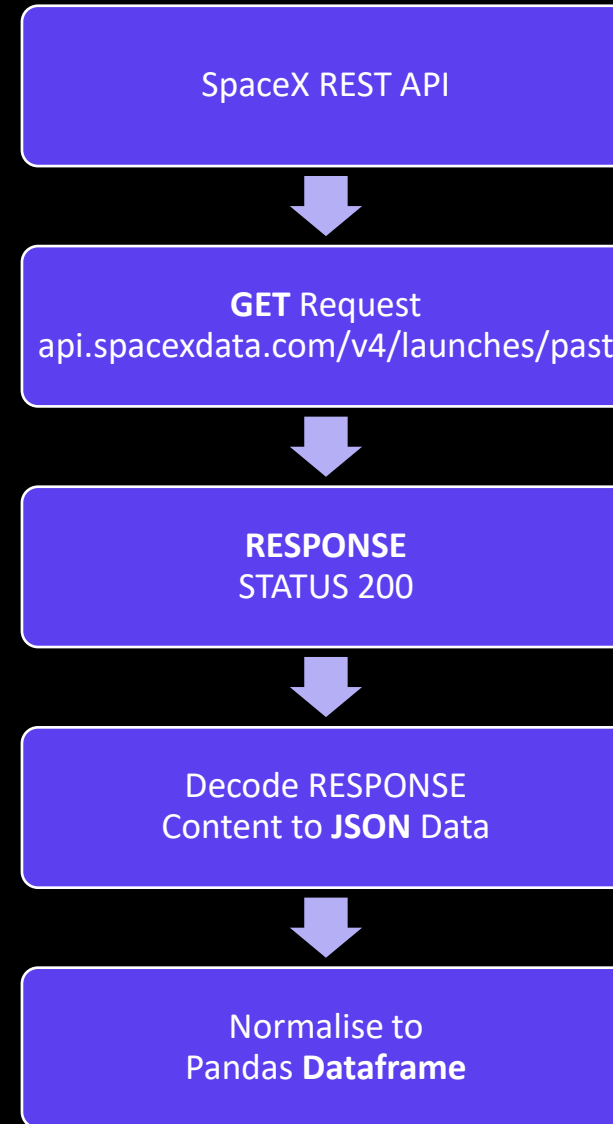 SpaceX REST API
GET Request
api.spacexdata.com/v4/launches/past
RESPONSE
STATUS 200
Decode RESPONSE
Content to JSON Data
Normalise to
Pandas Dataframe